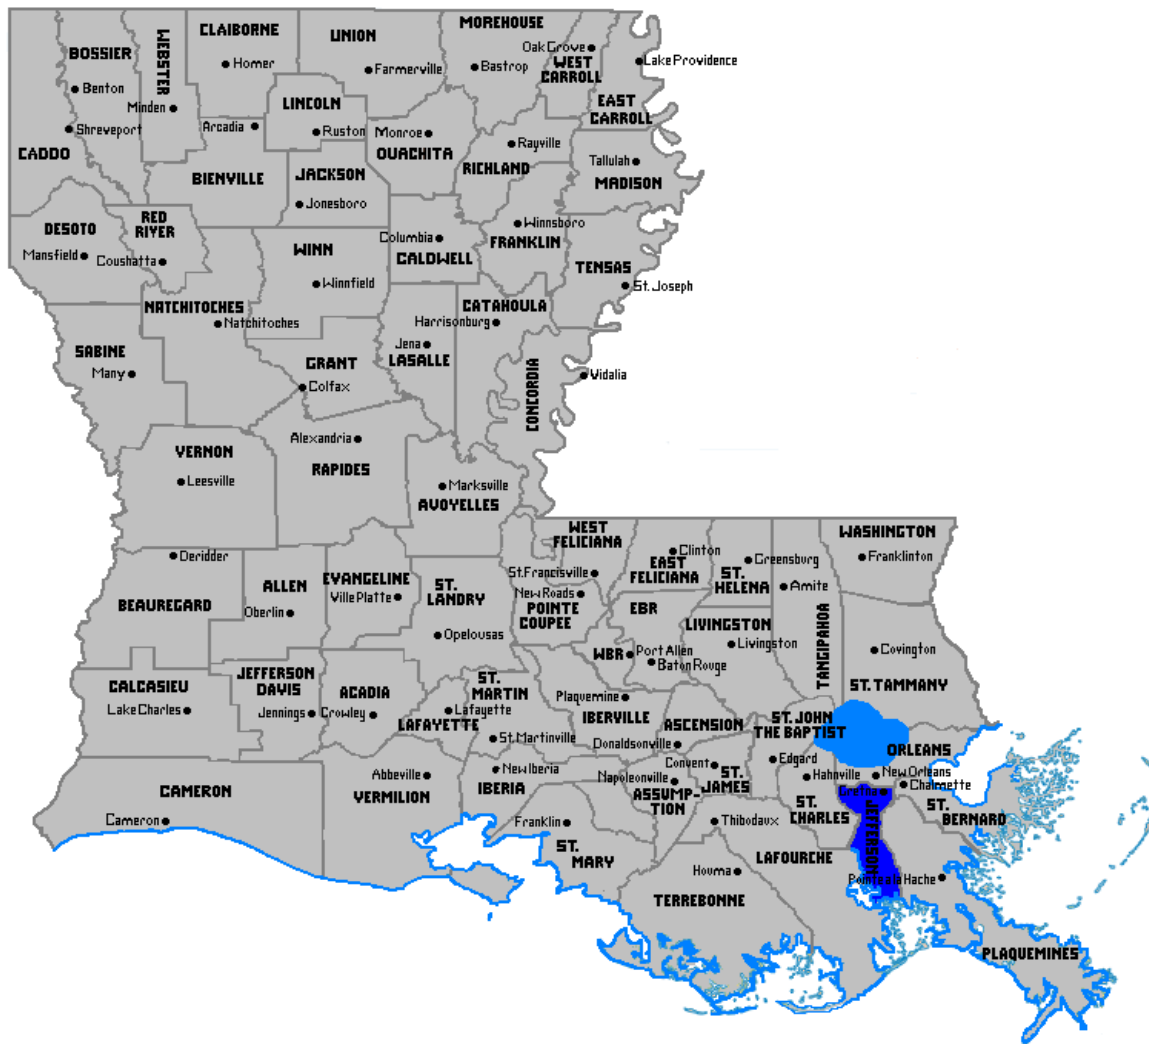 MOREHOUSE
CLAIBORNE
UNION
WEBSTER
BOSSIER
Oak Grove
WEST
CARROLL
Lake Providence
Homer
Farmerville
Bastrop
Benton
Minden
LINCOLN
EAST
CARROLL
Shreveport
Arcadia
Ruston
Monroe
OUACHITA
Rayville
CADDO
RICHLAND
Tallulah
MADISON
BIENVILLE
JACKSON
Jonesboro
DESOTO
RED
RIVER
Winnsboro
FRANKLIN
Mansfield
Coushatta
WINN
Columbia
CALDWELL
TENSAS
Winnfield
St. Joseph
NATCHITOCHES
Natchitoches
CATAHOULA
Harrisonburg
SABINE
Many
GRANT
Colfax
Jena
LASALLE
CONCORDIA
Vidalia
VERNON
Leesville
Alexandria
RAPIDES
Marksville
AVOYELLES
WEST
FELICIANA
WASHINGTON
Franklinton
Deridder
Clinton
EAST
FELICIANA
Greensburg
ST.
HELENA
Amite
St. Francisville
BEAUREGARD
ALLEN
Oberlin
EVANGELINE
Ville Platte
ST.
LANDRY
New Roads
POINTE
COUPEE
EBR
LIVINGSTON
Livingston
TANGIPAHOA
Opelousas
WBR
Port Allen
Baton Rouge
Covington
ST. TAMMANY
CALCASIEU
Lake Charles
JEFFERSON
DAVIS
Jennings
ACADIA
Crowley
LAFAYETTE
Lafayette
ST.
MARTIN
St. Martinville
Plaquemine
IBERVILLE
ASCENSION
Donaldsonville
ST. JOHN
THE BAPTIST
ORLEANS
Edgard
Hahnville
New Orleans
Chalmette
CAMERON
Cameron
Abbeville
VERMILION
New Iberia
IBERIA
Napoleonville
ASSUMP-
TION
Convent
ST.
JAMES
Gretna
JEFFERSON
ST.
CHARLES
ST.
BERNARD
Franklin
ST.
MARY
Thibodaux
LAFOURCHE
Houma
TERREBONNE
Pointe a la Hache
PLAQUEMINES